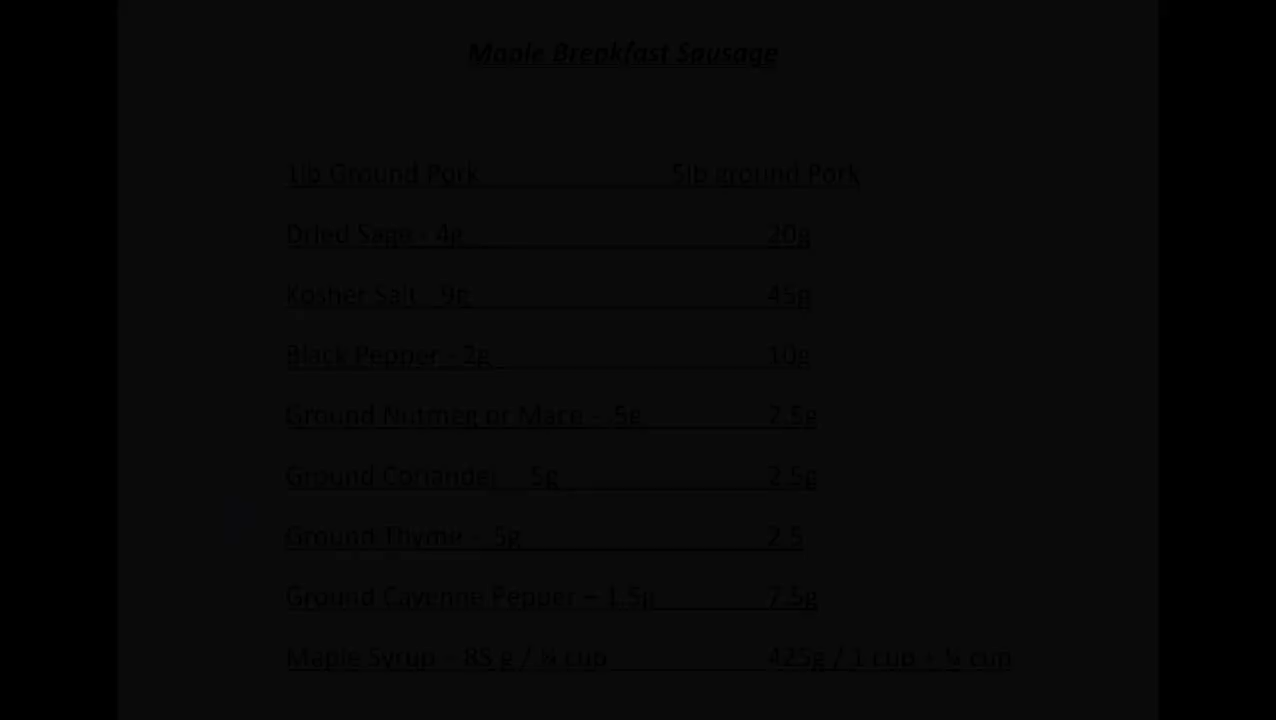 Maple Breakfast Sausage
1lb Ground Pork 5lb ground Pork
Dried Sage - 4g 20g
Kosher Salt - 9g 45g
Black Pepper - 2g 10g
Ground Nutmeg or Mace - .5g 2.5g
Ground Coriander - .5g 2.5g
Ground Thyme - .5g 2.5
Ground Cayenne Pepper – 1.5g 7.5g
Maple Syrup – 85 g / ¼ cup 425g / 1 cup + ¼ cup